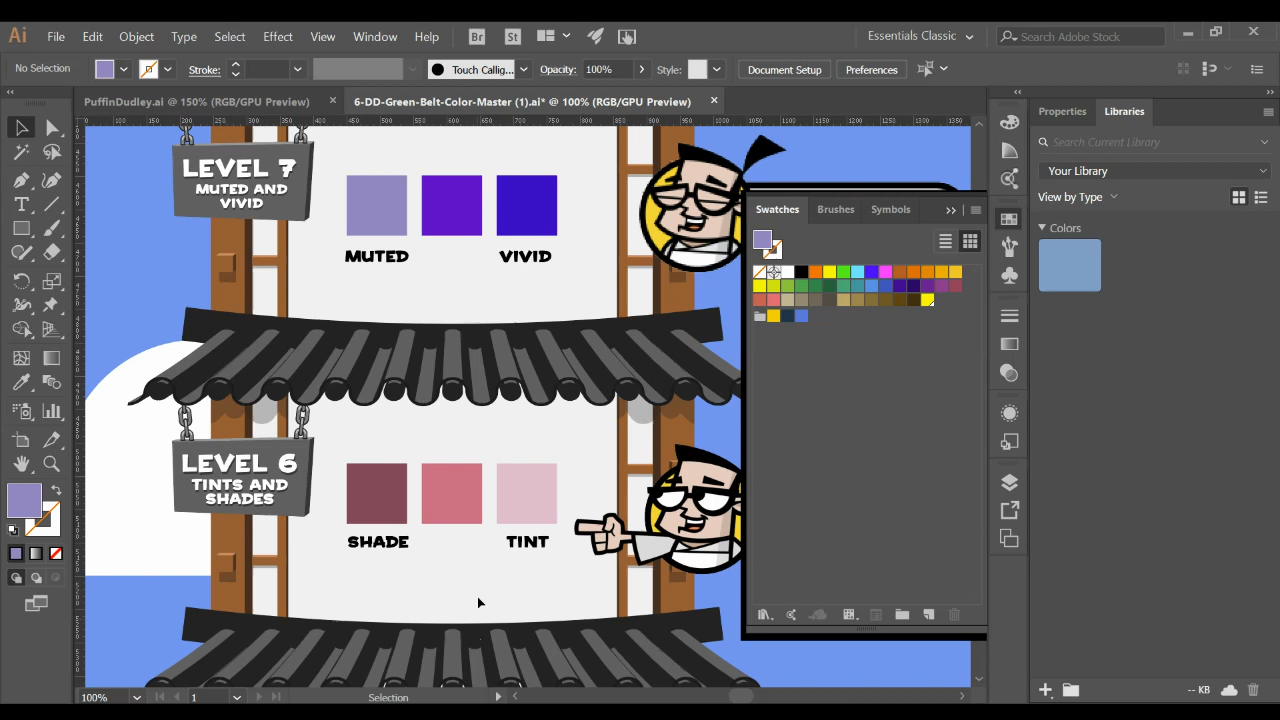 Ai File Edit Object Type Select Effect View Window Help Br St Essentials Classic Search Adobe Stock
No Selection Stroke: Touch Callig... Opacity: 100% Style: Document Setup Preferences
PuffinDudley.ai @ 150% (RGB/GPU Preview) × 6-DD-Green-Belt-Color-Master (1).ai* @ 100% (RGB/GPU Preview) ×
Properties Libraries
Search Current Library
Your Library
View by Type
Colors
LEVEL 7
MUTED AND
VIVID
MUTED VIVID
Swatches Brushes Symbols
LEVEL 6
TINTS AND
SHADES
SHADE TINT
100% 1 Selection
-- KB